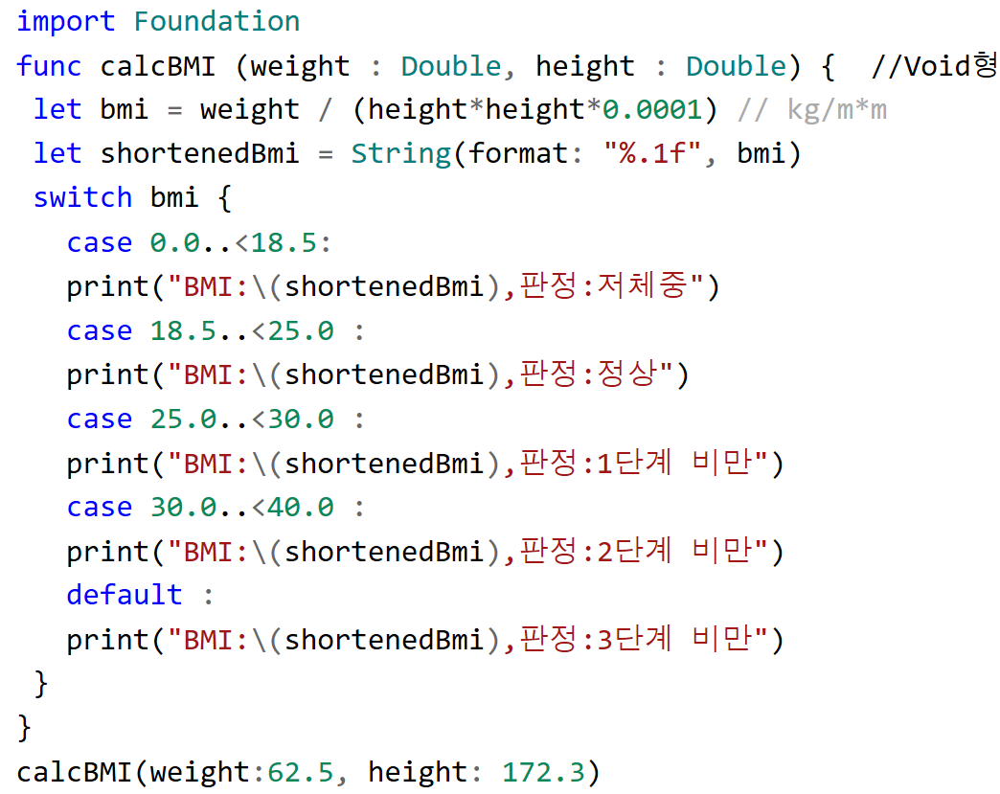 import Foundation
func calcBMI (weight : Double, height : Double) {  //Void형
 let bmi = weight / (height*height*0.0001) // kg/m*m
 let shortenedBmi = String(format: "%.1f", bmi)
 switch bmi {
   case 0.0..<18.5:
   print("BMI:\(shortenedBmi),판정:저체중")
   case 18.5..<25.0 :
   print("BMI:\(shortenedBmi),판정:정상")
   case 25.0..<30.0 :
   print("BMI:\(shortenedBmi),판정:1단계 비만")
   case 30.0..<40.0 :
   print("BMI:\(shortenedBmi),판정:2단계 비만")
   default :
   print("BMI:\(shortenedBmi),판정:3단계 비만")
 }
}
calcBMI(weight:62.5, height: 172.3)